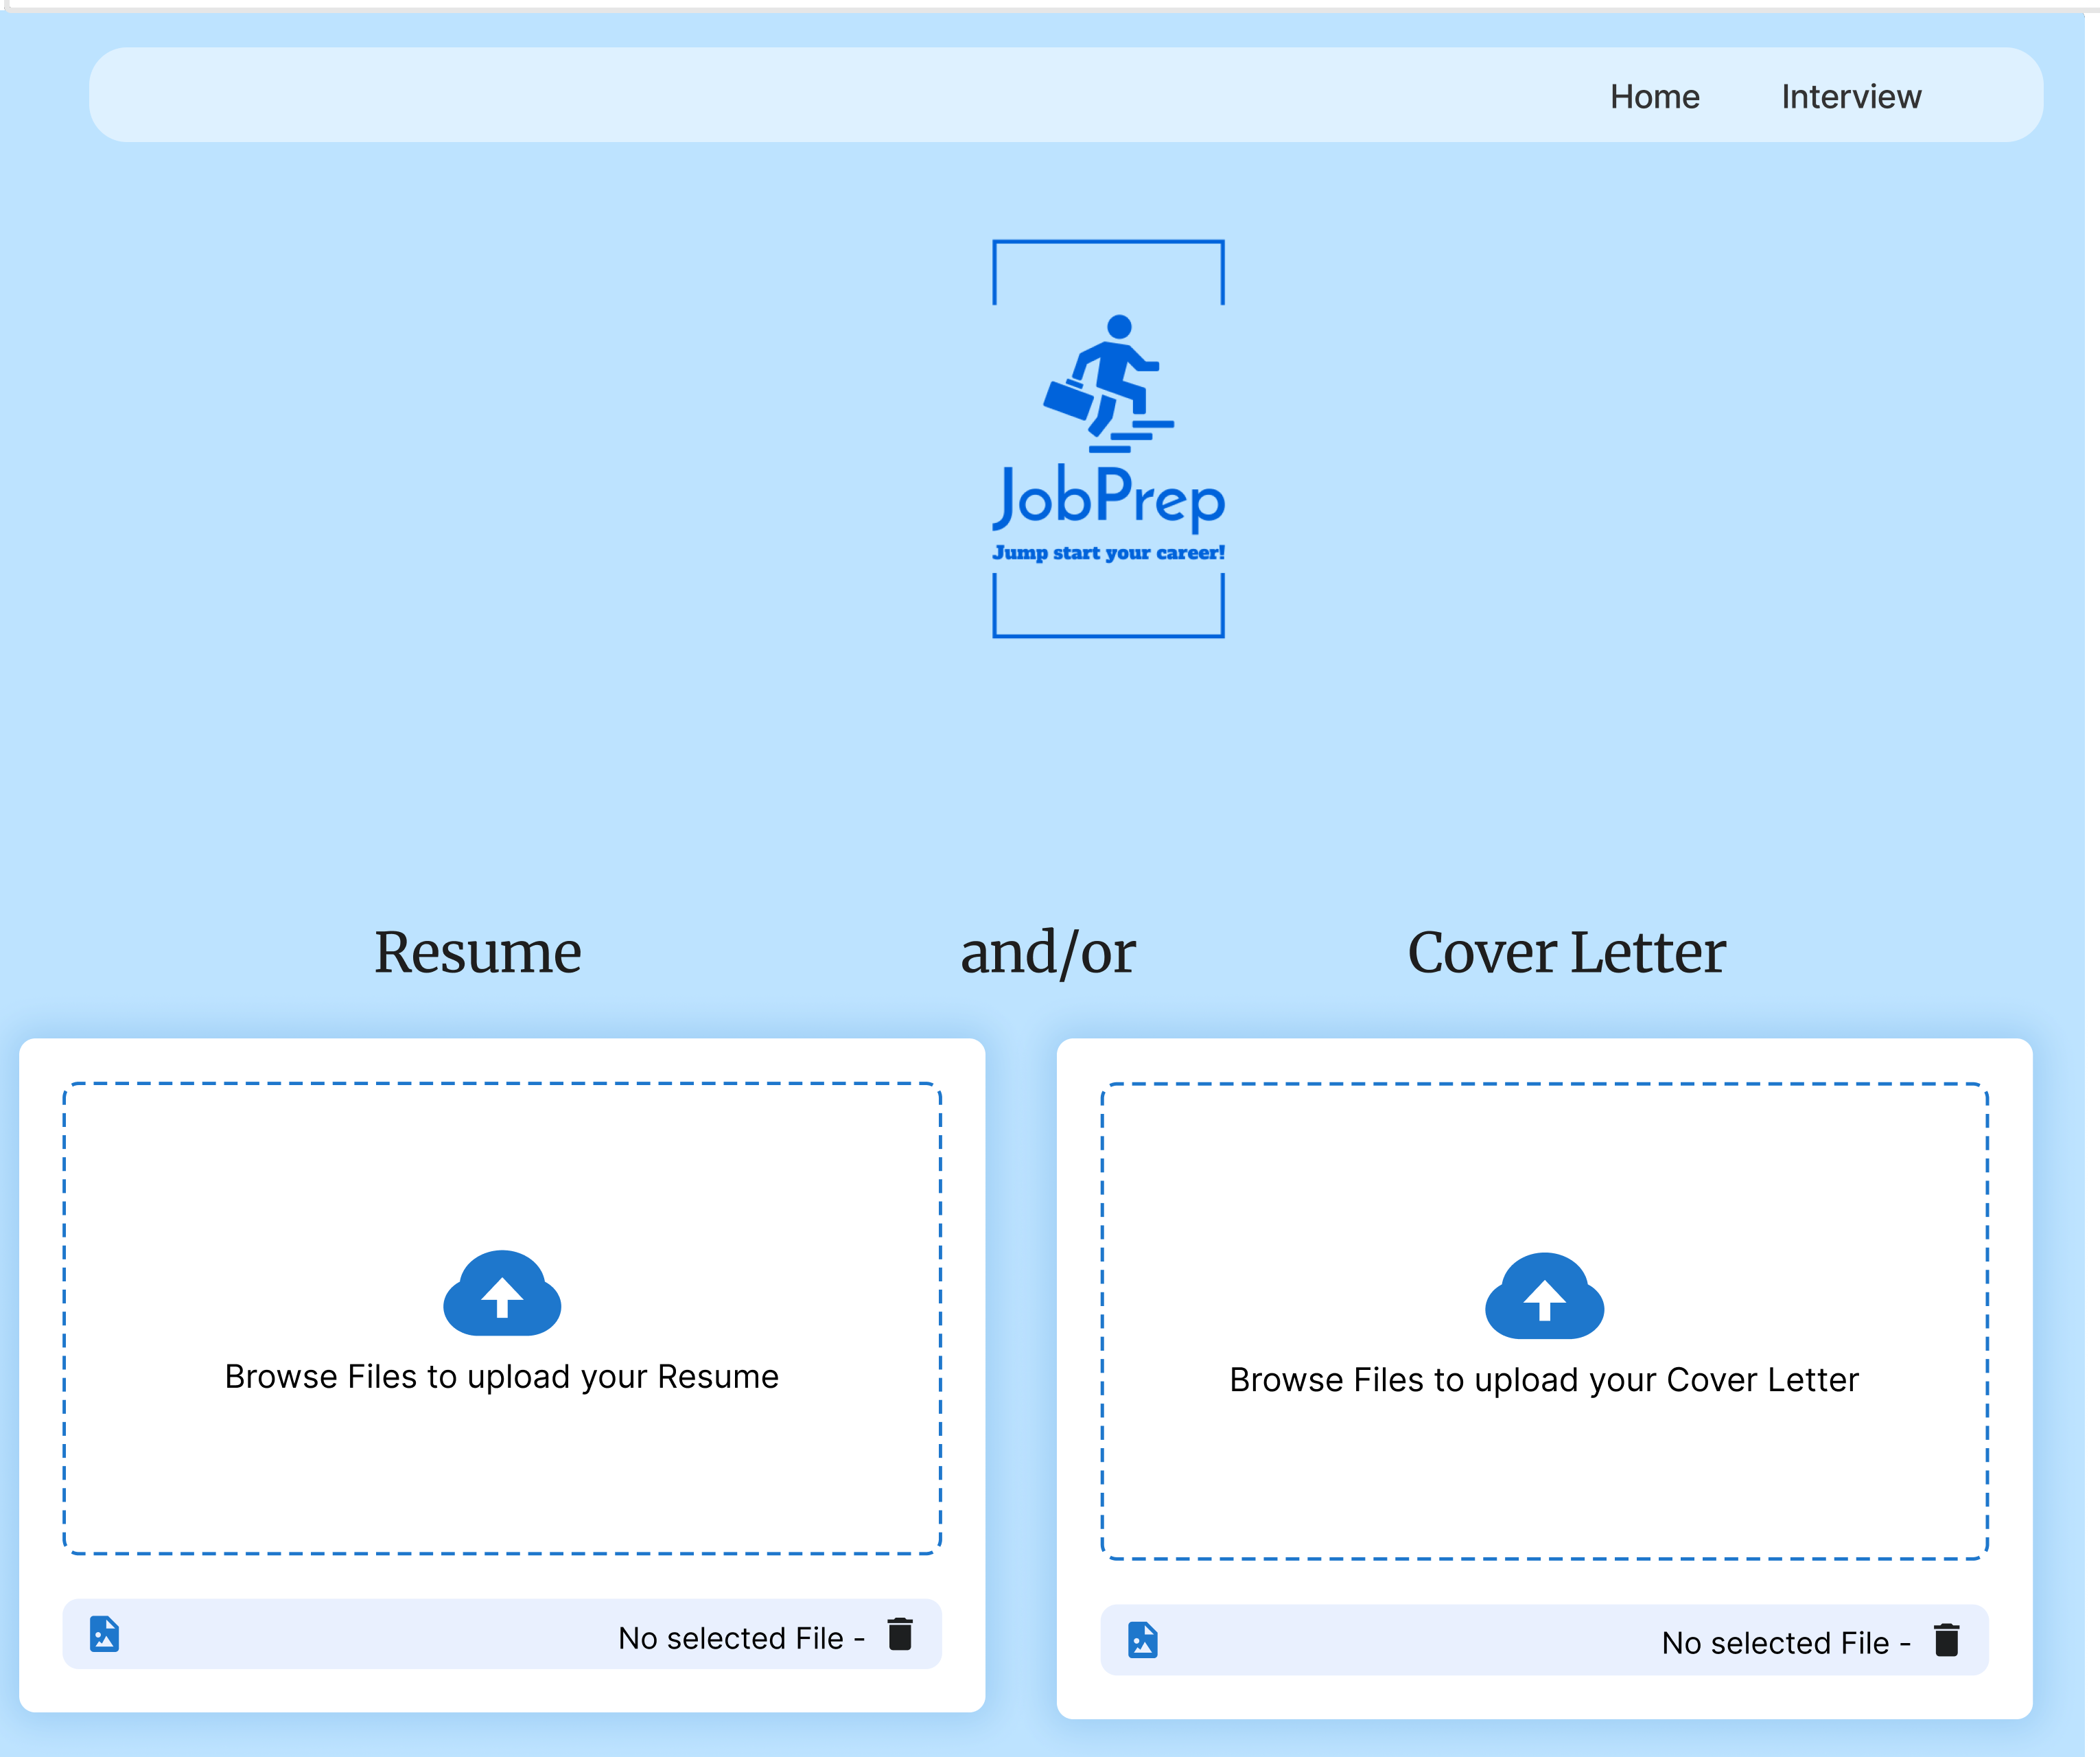 Home Interview
JobPrep
Jump start your career!
Resume and/or Cover Letter
Browse Files to upload your Resume
Browse Files to upload your Cover Letter
No selected File -
No selected File -